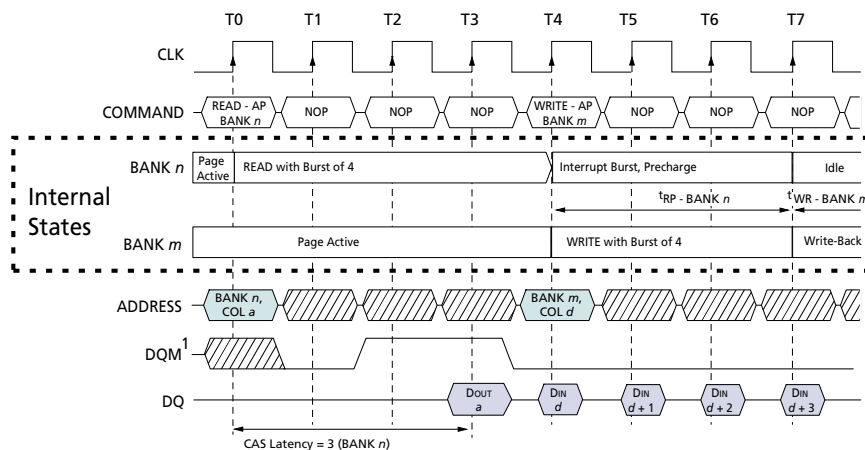 T0 T1 T2 T3 T4 T5 T6 T7
CLK
COMMAND
READ - AP
BANK n
NOP
NOP
NOP
WRITE - AP
BANK m
NOP
NOP
NOP
Internal
States
BANK n
Page
Active
READ with Burst of 4
Interrupt Burst, Precharge
Idle
tRP - BANK n
tWR - BANK m
BANK m
Page Active
WRITE with Burst of 4
Write-Back
ADDRESS
BANK n,
COL a
BANK m,
COL d
DQM1
DQ
DOUT
a
DIN
d
DIN
d + 1
DIN
d + 2
DIN
d + 3
CAS Latency = 3 (BANK n)